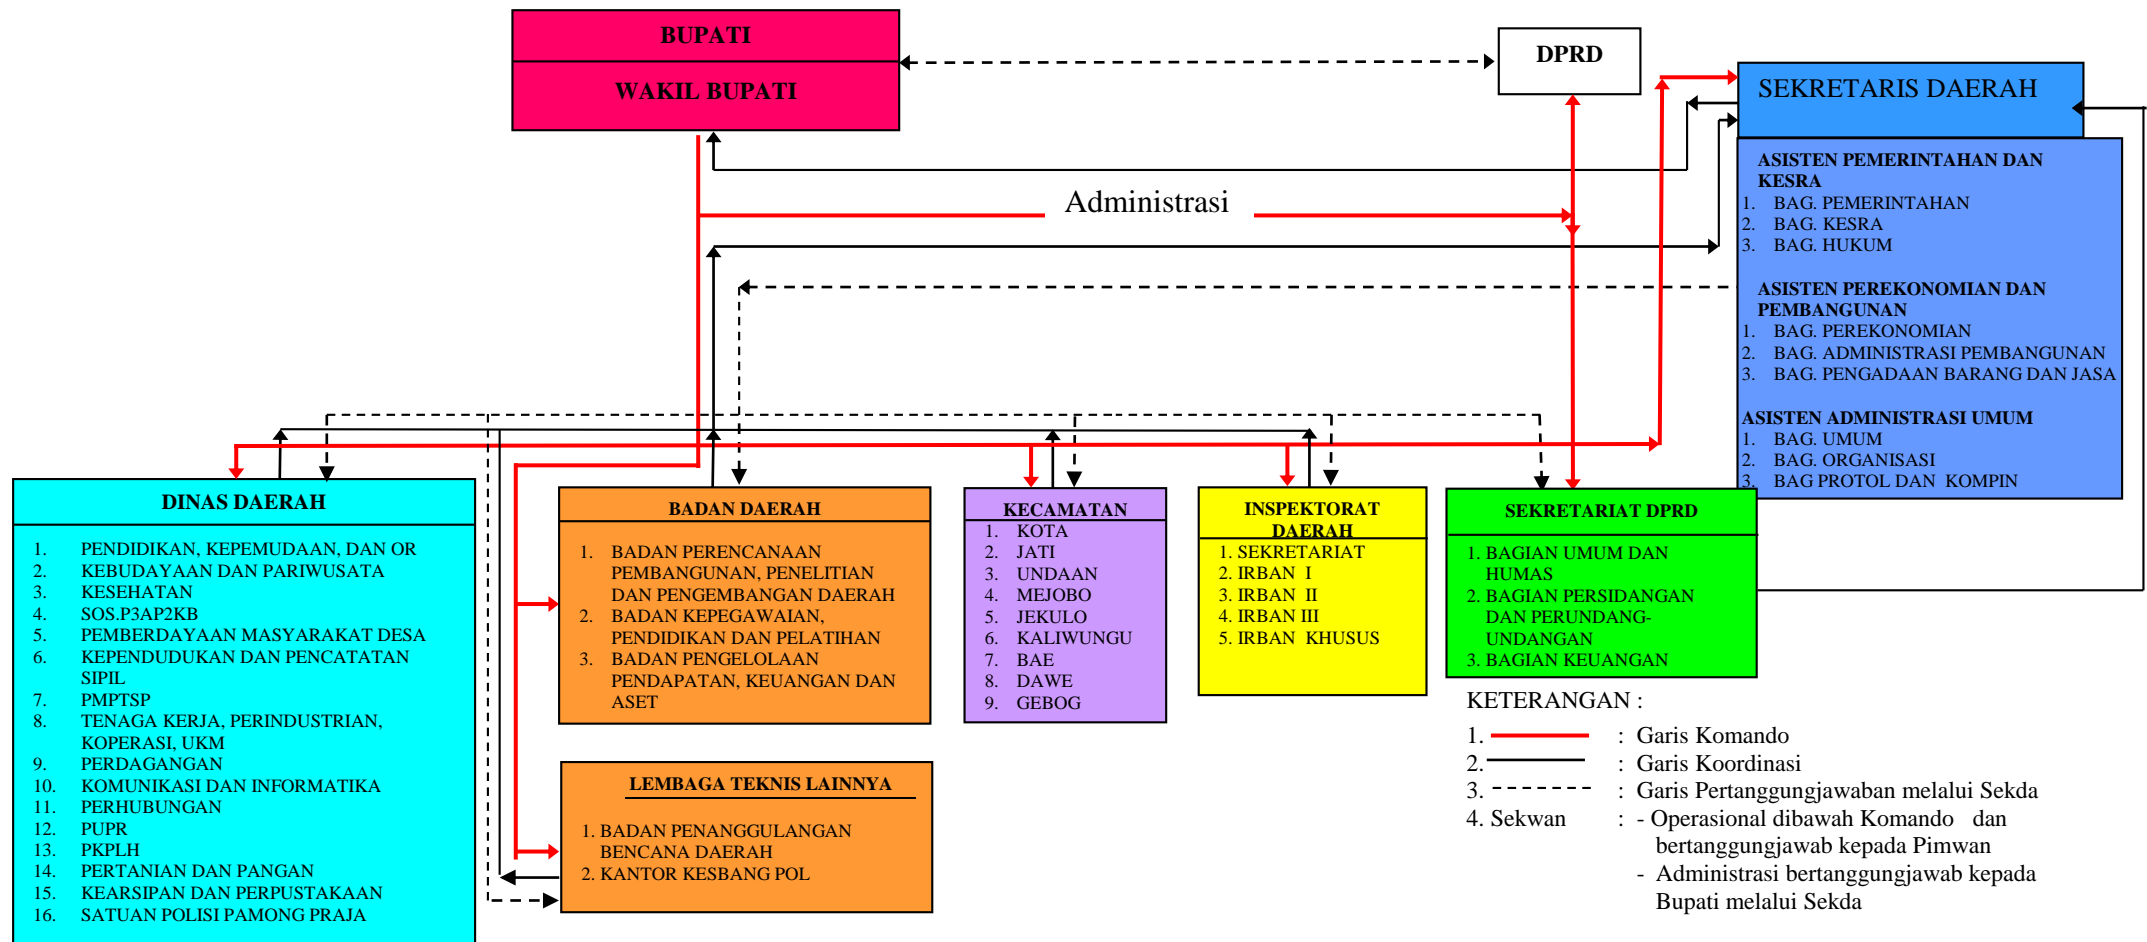 BUPATI
WAKIL BUPATI
DPRD
SEKRETARIS DAERAH
ASISTEN PEMERINTAHAN DAN
KESRA
1. BAG. PEMERINTAHAN
2. BAG. KESRA
3. BAG. HUKUM
ASISTEN PEREKONOMIAN DAN
PEMBANGUNAN
1. BAG. PEREKONOMIAN
2. BAG. ADMINISTRASI PEMBANGUNAN
3. BAG. PENGADAAN BARANG DAN JASA
ASISTEN ADMINISTRASI UMUM
1. BAG. UMUM
2. BAG. ORGANISASI
3. BAG PROTOL DAN KOMPIN
Administrasi
DINAS DAERAH
1. PENDIDIKAN, KEPEMUDAAN, DAN OR
2. KEBUDAYAAN DAN PARIWUSATA
3. KESEHATAN
4. SOS.P3AP2KB
5. PEMBERDAYAAN MASYARAKAT DESA
6. KEPENDUDUKAN DAN PENCATATAN
SIPIL
7. PMPTSP
8. TENAGA KERJA, PERINDUSTRIAN,
KOPERASI, UKM
9. PERDAGANGAN
10. KOMUNIKASI DAN INFORMATIKA
11. PERHUBUNGAN
12. PUPR
13. PKPLH
14. PERTANIAN DAN PANGAN
15. KEARSIPAN DAN PERPUSTAKAAN
16. SATUAN POLISI PAMONG PRAJA
BADAN DAERAH
1. BADAN PERENCANAAN
PEMBANGUNAN, PENELITIAN
DAN PENGEMBANGAN DAERAH
2. BADAN KEPEGAWAIAN,
PENDIDIKAN DAN PELATIHAN
3. BADAN PENGELOLAAN
PENDAPATAN, KEUANGAN DAN
ASET
LEMBAGA TEKNIS LAINNYA
1. BADAN PENANGGULANGAN
BENCANA DAERAH
2. KANTOR KESBANG POL
KECAMATAN
1. KOTA
2. JATI
3. UNDAAN
4. MEJOBO
5. JEKULO
6. KALIWUNGU
7. BAE
8. DAWE
9. GEBOG
INSPEKTORAT
DAERAH
1. SEKRETARIAT
2. IRBAN I
3. IRBAN II
4. IRBAN III
5. IRBAN KHUSUS
SEKRETARIAT DPRD
1. BAGIAN UMUM DAN
HUMAS
2. BAGIAN PERSIDANGAN
DAN PERUNDANG-
UNDANGAN
3. BAGIAN KEUANGAN
KETERANGAN :
1. : Garis Komando
2. : Garis Koordinasi
3. : Garis Pertanggungjawaban melalui Sekda
4. Sekwan : - Operasional dibawah Komando dan
bertanggungjawab kepada Pimwan
- Administrasi bertanggungjawab kepada
Bupati melalui Sekda